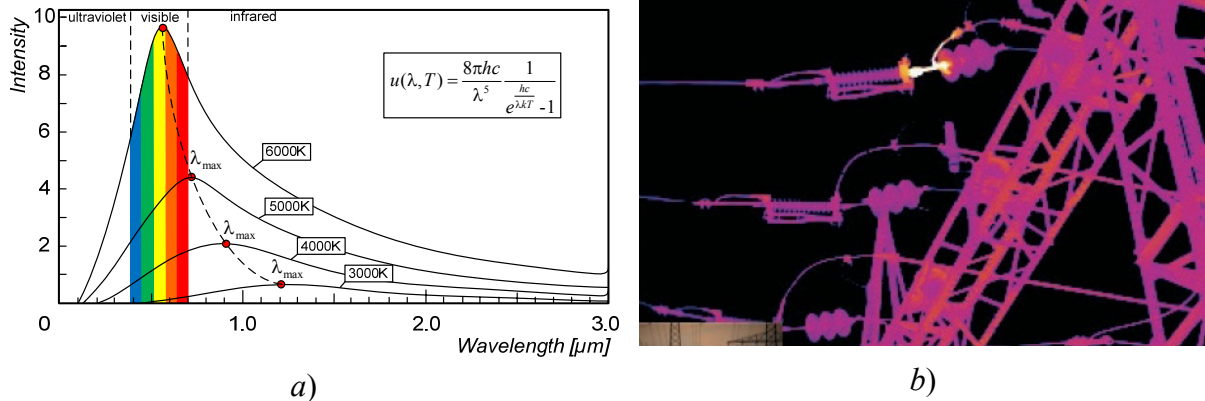 ultraviolet visible infrared
Intensity
10
8
6
4
2
0
1.0
2.0
3.0
Wavelength [µm]
u(λ,T) = 8πhc/λ⁵ 1/(e^(hc/λkT) -1)
6000K
λmax
5000K
λmax
4000K
λmax
3000K
a)
b)